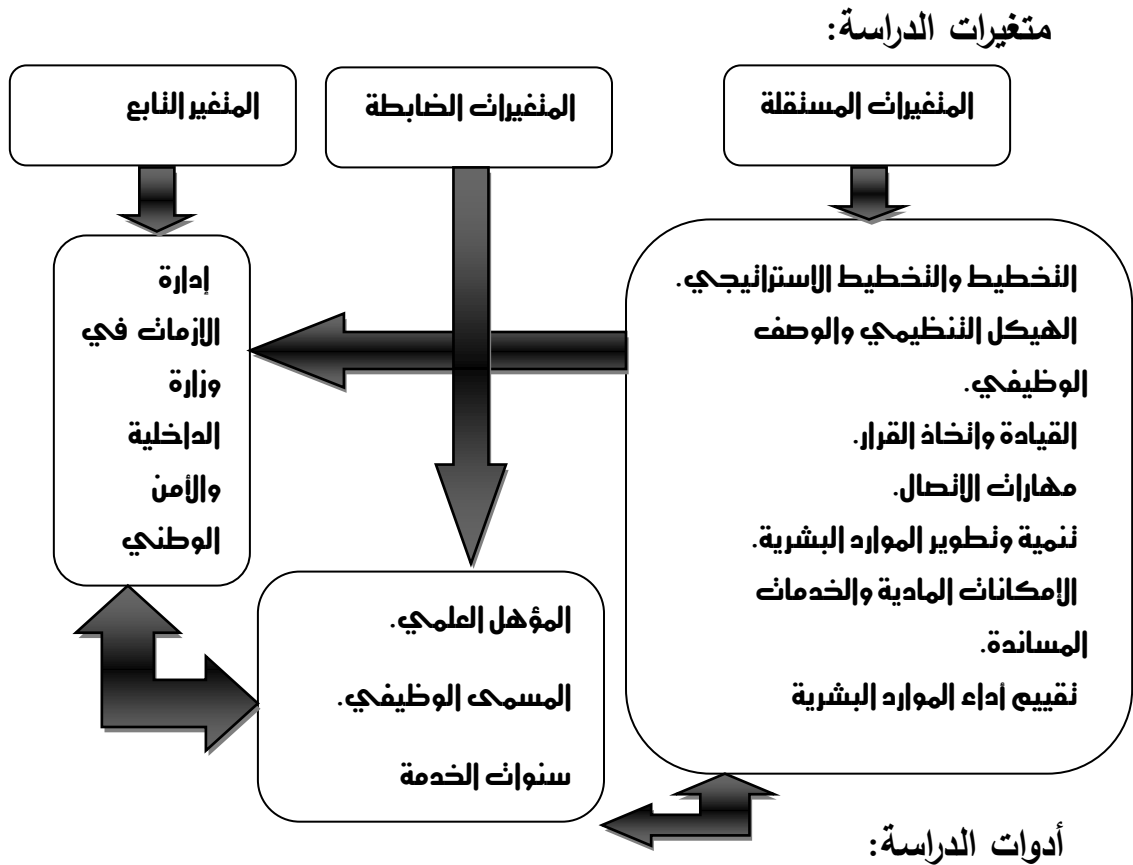 متغيرات الدراسة:
المتغيرات المستقلة
المتغيرات الضابطة
المتغير التابع
التخطيط والتخطيط الاستراتيجي.
الهيكل التنظيمي والوصف
الوظيفي.
القيادة واتخاذ القرار.
مهارات الاتصال.
تنمية وتطوير الموارد البشرية.
الإمكانات المادية والخدمات
المساندة.
تقييم أداء الموارد البشرية
إدارة
الازمات في
وزارة
الداخلية
والأمن
الوطني
المؤهل العلمي.
المسمى الوظيفي.
سنوات الخدمة
أدوات الدراسة: